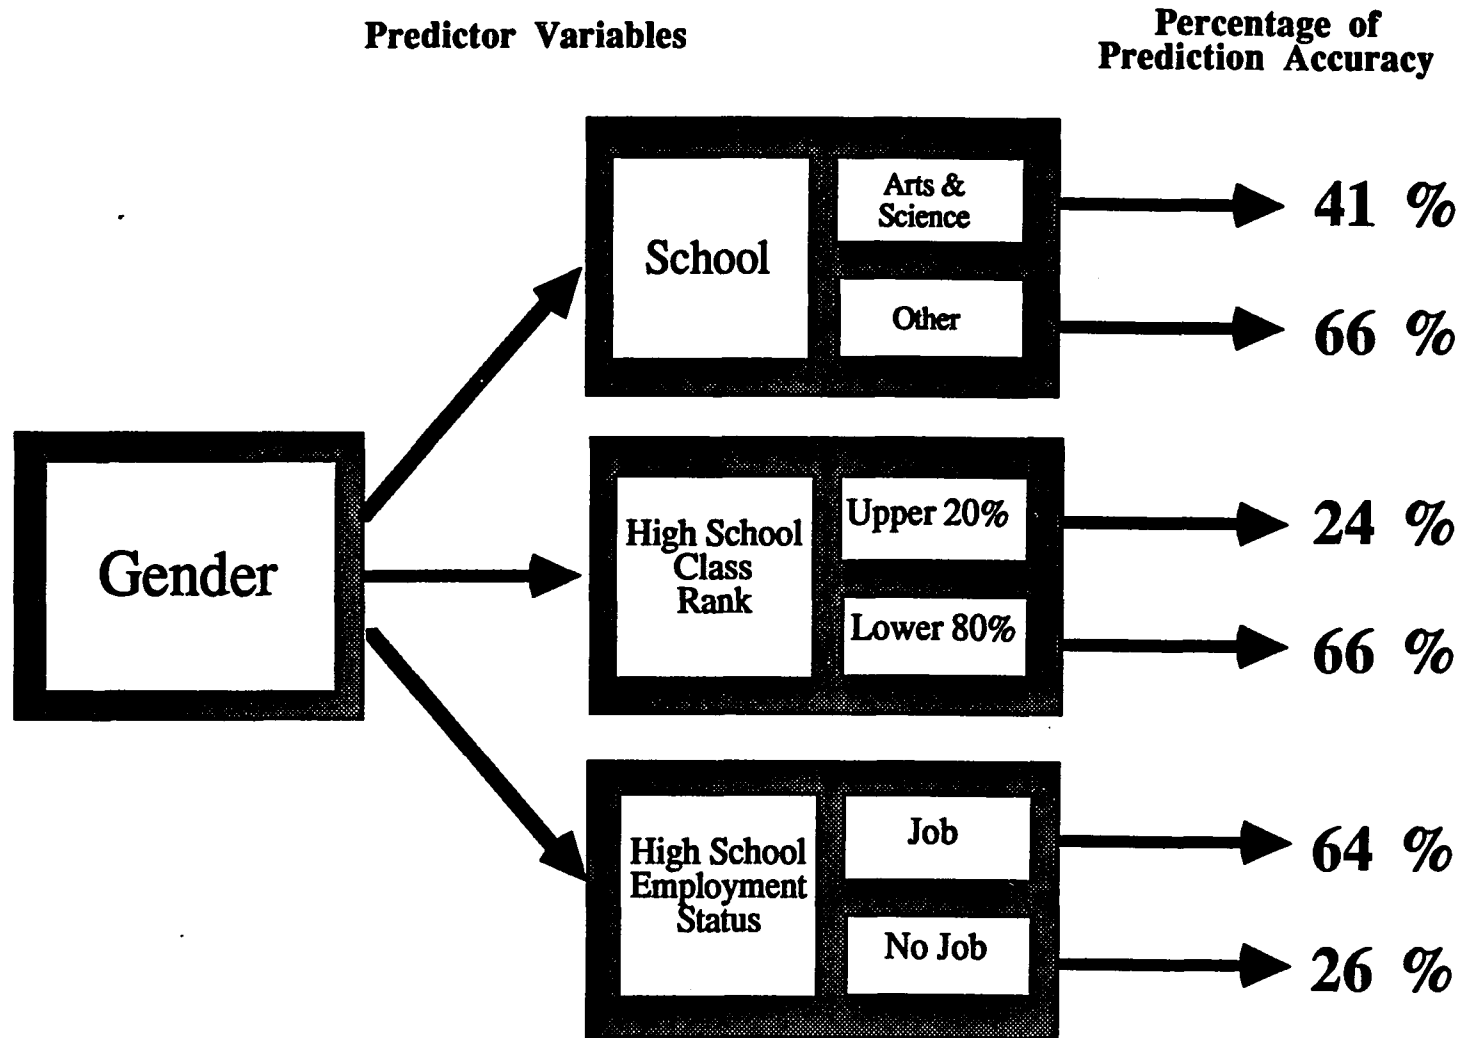 Predictor Variables
Percentage of
Prediction Accuracy
School
Arts &
Science
41 %
Other
66 %
Gender
High School
Class
Rank
Upper 20%
24 %
Lower 80%
66 %
High School
Employment
Status
Job
64 %
No Job
26 %